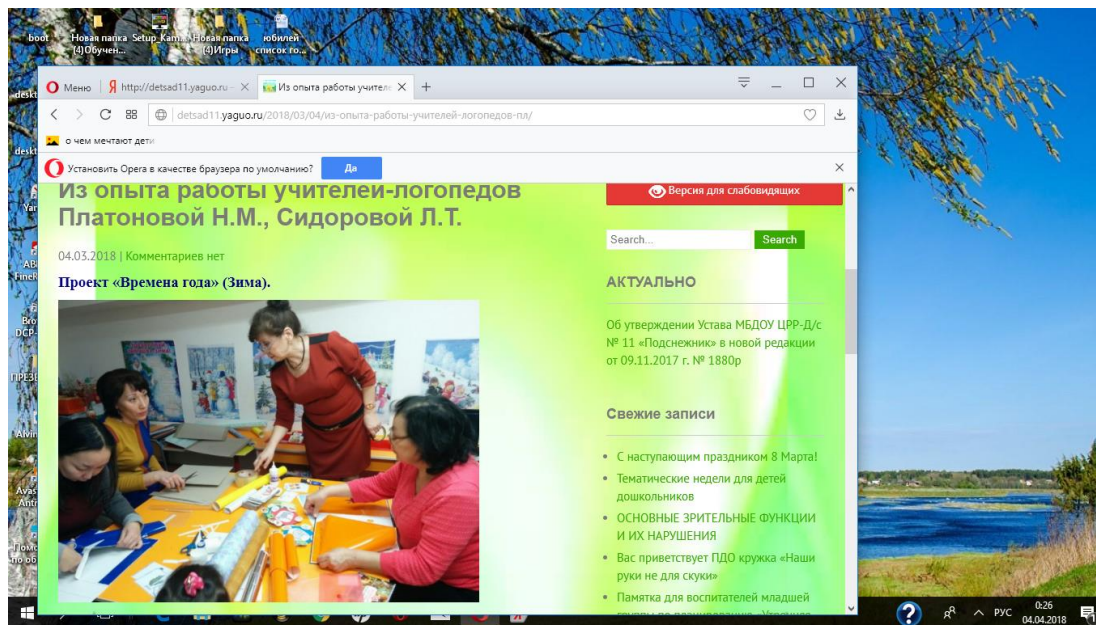 boot
Новая папка
(4)Обучен...
Setup_Kam...
Новая папка
(4)Игры
юбилей
список го...
Меню
http://detsad11.yaguo.ru -
Из опыта работы учител
detsad11.yaguo.ru/2018/03/04/из-опыта-работы-учителей-логопедов-пл/
о чем мечтают дети
Установить Opera в качестве браузера по умолчанию?
Да
Из опыта работы учителей-логопедов
Платоновой Н.М., Сидоровой Л.Т.
04.03.2018 | Комментариев нет
Проект «Времена года» (Зима).
Версия для слабовидящих
Search...
Search
АКТУАЛЬНО
Об утверждении Устава МБДОУ ЦРР-Д/с
№ 11 «Подснежник» в новой редакции
от 09.11.2017 г. № 1880р
Свежие записи
С наступающим праздником 8 Марта!
Тематические недели для детей
дошкольников
ОСНОВНЫЕ ЗРИТЕЛЬНЫЕ ФУНКЦИИ
И ИХ НАРУШЕНИЯ
Вас приветствует ПДО кружка «Наши
руки не для скуки»
Памятка для воспитателей младшей
РУС
0:26
04.04.2018